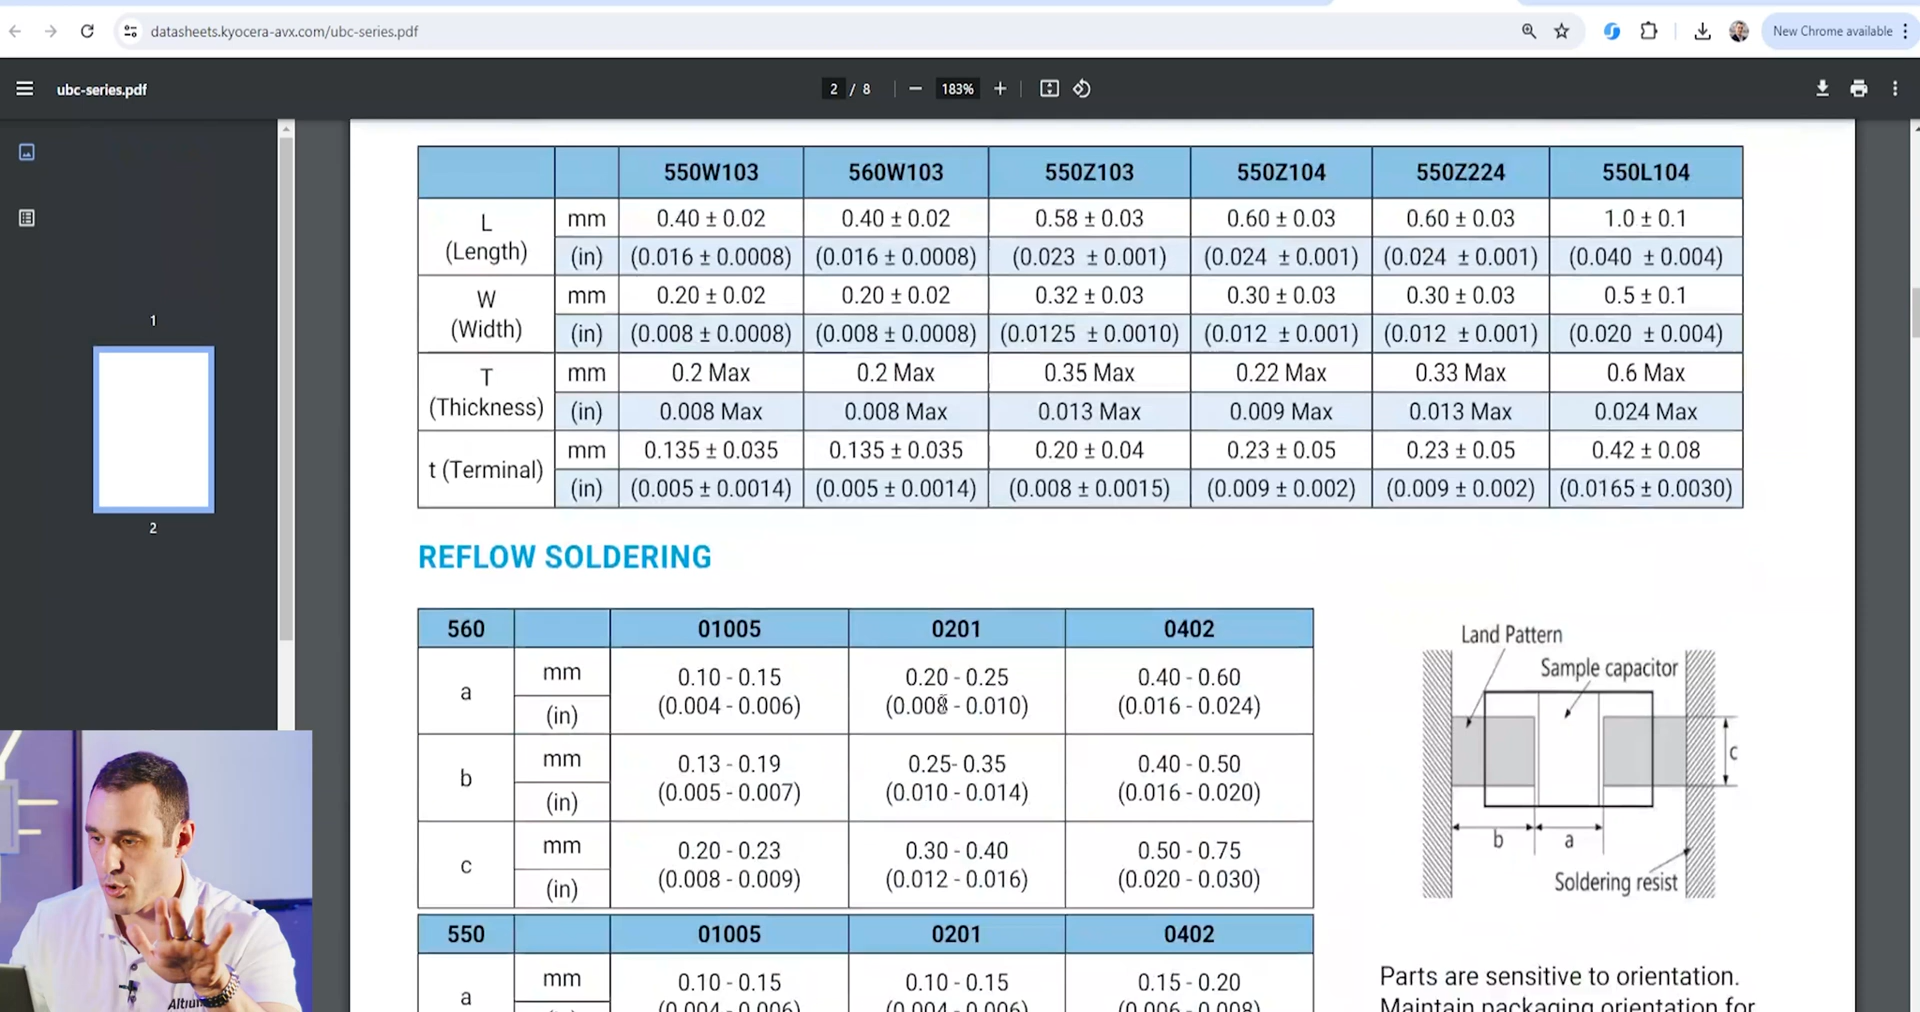 datasheets.kyocera-avx.com/ubc-series.pdf
New Chrome available
ubc-series.pdf
2 / 8
183%
1
2
550W103 560W103 550Z103 550Z104 550Z224 550L104
L (Length) mm 0.40 ± 0.02 0.40 ± 0.02 0.58 ± 0.03 0.60 ± 0.03 0.60 ± 0.03 1.0 ± 0.1
(in) (0.016 ± 0.0008) (0.016 ± 0.0008) (0.023 ± 0.001) (0.024 ± 0.001) (0.024 ± 0.001) (0.040 ± 0.004)
W (Width) mm 0.20 ± 0.02 0.20 ± 0.02 0.32 ± 0.03 0.30 ± 0.03 0.30 ± 0.03 0.5 ± 0.1
(in) (0.008 ± 0.0008) (0.008 ± 0.0008) (0.0125 ± 0.0010) (0.012 ± 0.001) (0.012 ± 0.001) (0.020 ± 0.004)
T (Thickness) mm 0.2 Max 0.2 Max 0.35 Max 0.22 Max 0.33 Max 0.6 Max
(in) 0.008 Max 0.008 Max 0.013 Max 0.009 Max 0.013 Max 0.024 Max
t (Terminal) mm 0.135 ± 0.035 0.135 ± 0.035 0.20 ± 0.04 0.23 ± 0.05 0.23 ± 0.05 0.42 ± 0.08
(in) (0.005 ± 0.0014) (0.005 ± 0.0014) (0.008 ± 0.0015) (0.009 ± 0.002) (0.009 ± 0.002) (0.0165 ± 0.0030)
REFLOW SOLDERING
560 01005 0201 0402
a mm 0.10 - 0.15 0.20 - 0.25 0.40 - 0.60
(in) (0.004 - 0.006) (0.008 - 0.010) (0.016 - 0.024)
b mm 0.13 - 0.19 0.25- 0.35 0.40 - 0.50
(in) (0.005 - 0.007) (0.010 - 0.014) (0.016 - 0.020)
c mm 0.20 - 0.23 0.30 - 0.40 0.50 - 0.75
(in) (0.008 - 0.009) (0.012 - 0.016) (0.020 - 0.030)
550 01005 0201 0402
a mm 0.10 - 0.15 0.10 - 0.15 0.15 - 0.20
(0.004 - 0.006) (0.004 - 0.006) (0.006 - 0.008)
Land Pattern
Sample capacitor
c
b a
Soldering resist
Parts are sensitive to orientation.
Maintain packaging orientation for
Altium